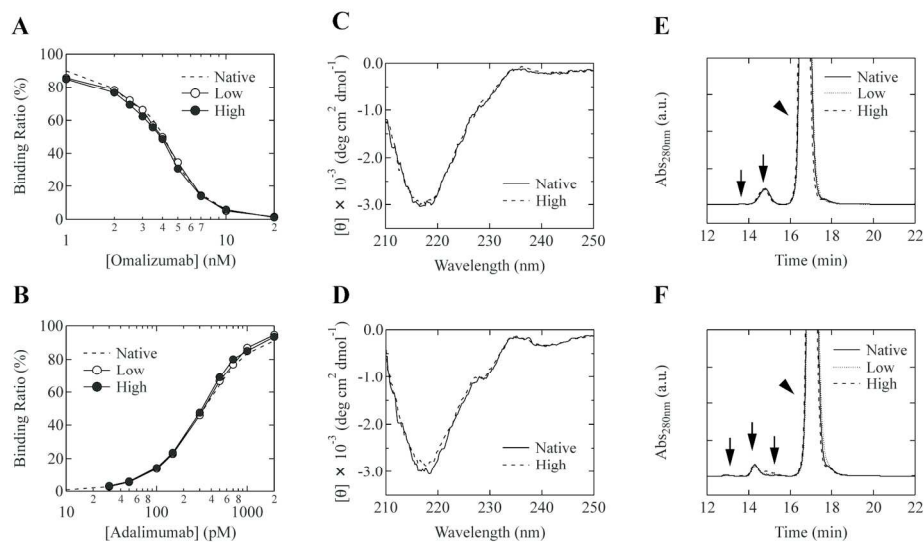 A
100
80
60
40
20
0
Binding Ratio (%)
Native
Low
High
1
2
3
4
5
6
7
10
2
[Omalizumab] (nM)
B
100
80
60
40
20
0
Binding Ratio (%)
Native
Low
High
10
2
4
6
8
100
2
4
6
8
1000
2
[Adalimumab] (pM)
C
0.0
-1.0
-2.0
-3.0
[θ] × 10⁻³ (deg cm² dmol⁻¹)
Native
High
210
220
230
240
250
Wavelength (nm)
D
0.0
-1.0
-2.0
-3.0
[θ] × 10⁻³ (deg cm² dmol⁻¹)
Native
High
210
220
230
240
250
Wavelength (nm)
E
Abs280nm (a.u.)
Native
Low
High
12
14
16
18
20
22
Time (min)
F
Abs280nm (a.u.)
Native
Low
High
12
14
16
18
20
22
Time (min)